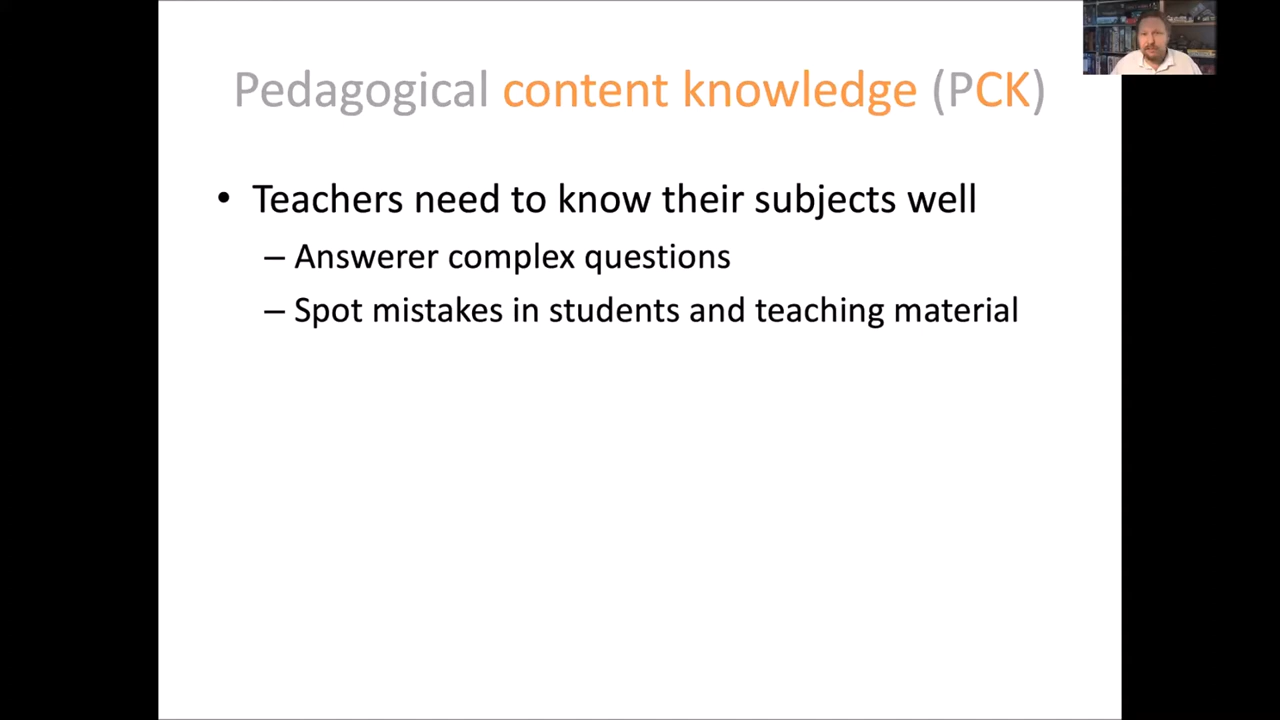 Pedagogical content knowledge (PCK)
• Teachers need to know their subjects well
– Answerer complex questions
– Spot mistakes in students and teaching material